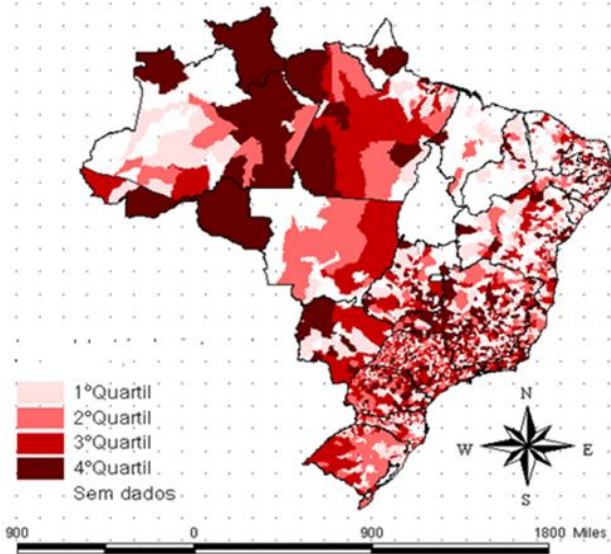 1ºQuartil
2ºQuartil
3ºQuartil
4ºQuartil
Sem dados
N
W E
S
900 0 900 1800 Miles